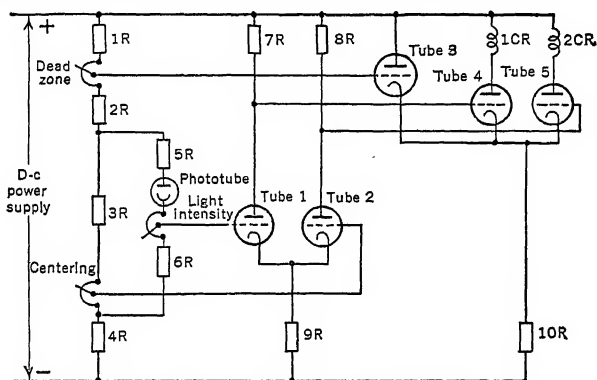 +
1R
7R
8R
1CR
2CR
Tube 3
Tube 4
Tube 5
Dead
zone
2R
5R
Phototube
D-c
power
supply
Light
intensity
Tube 1
Tube 2
3R
6R
Centering
4R
9R
10R
−